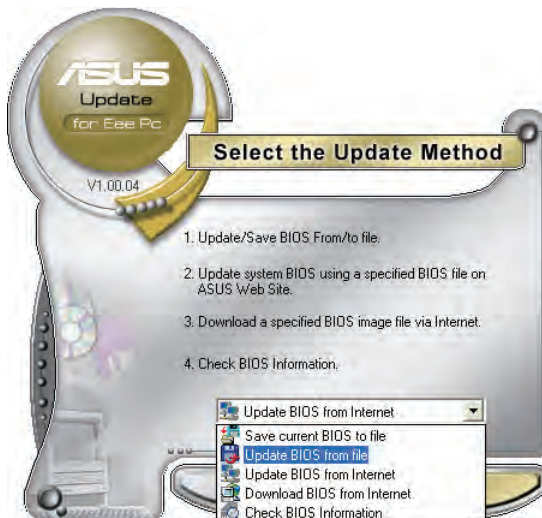 ASUS
Update
for Eee Pc
V1.00.04
Select the Update Method
1. Update/Save BIOS From/to file.
2. Update system BIOS using a specified BIOS file on
ASUS Web Site.
3. Download a specified BIOS image file via Internet.
4. Check BIOS Information.
Update BIOS from Internet
Save current BIOS to file
Update BIOS from file
Update BIOS from Internet
Download BIOS from Internet
Check BIOS Information